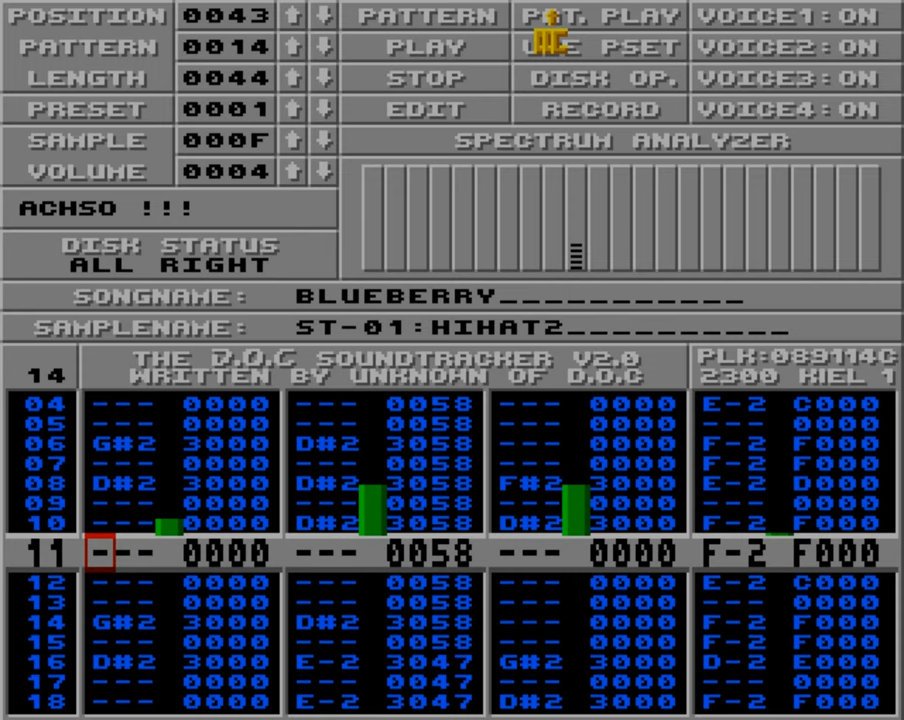 POSITION 0043 PATTERN PAT. PLAY VOICE1:ON
PATTERN 0014 PLAY PSET VOICE2:ON
LENGTH 0044 STOP DISK OP. VOICE3:ON
PRESET 0001 EDIT RECORD VOICE4:ON
SAMPLE 000F SPECTRUM ANALYZER
VOLUME 0004
ACHSO !!!
DISK STATUS
ALL RIGHT
SONGNAME: BLUEBERRY___________
SAMPLENAME: ST-01:HIHAT2__________
THE D.O.C SOUNDTRACKER V2.0 PLK:089114C
14 WRITTEN BY UNKNOWN OF D.O.C 2300 KIEL 1
04 --- 0000 --- 0058 --- 0000 E-2 C000
05 --- 0000 --- 0058 --- 0000 --- 0000
06 G#2 3000 D#2 3058 --- 0000 F-2 F000
07 --- 0000 --- 0058 --- 0000 F-2 F000
08 D#2 3000 D#2 3058 F#2 3000 E-2 D000
09 --- 0000 --- 0058 --- 0000 --- 0000
10 --- 0000 D#2 3058 D#2 3000 F-2 F000
11 --- 0000 --- 0058 --- 0000 F-2 F000
12 --- 0000 --- 0058 --- 0000 E-2 C000
13 --- 0000 --- 0058 --- 0000 --- 0000
14 G#2 3000 D#2 3058 --- 0000 F-2 F000
15 --- 0000 --- 0058 --- 0000 F-2 F000
16 D#2 3000 E-2 3047 G#2 3000 D-2 E000
17 --- 0000 --- 0047 --- 0000 --- 0000
18 --- 0000 E-2 3047 D#2 3000 F-2 F000